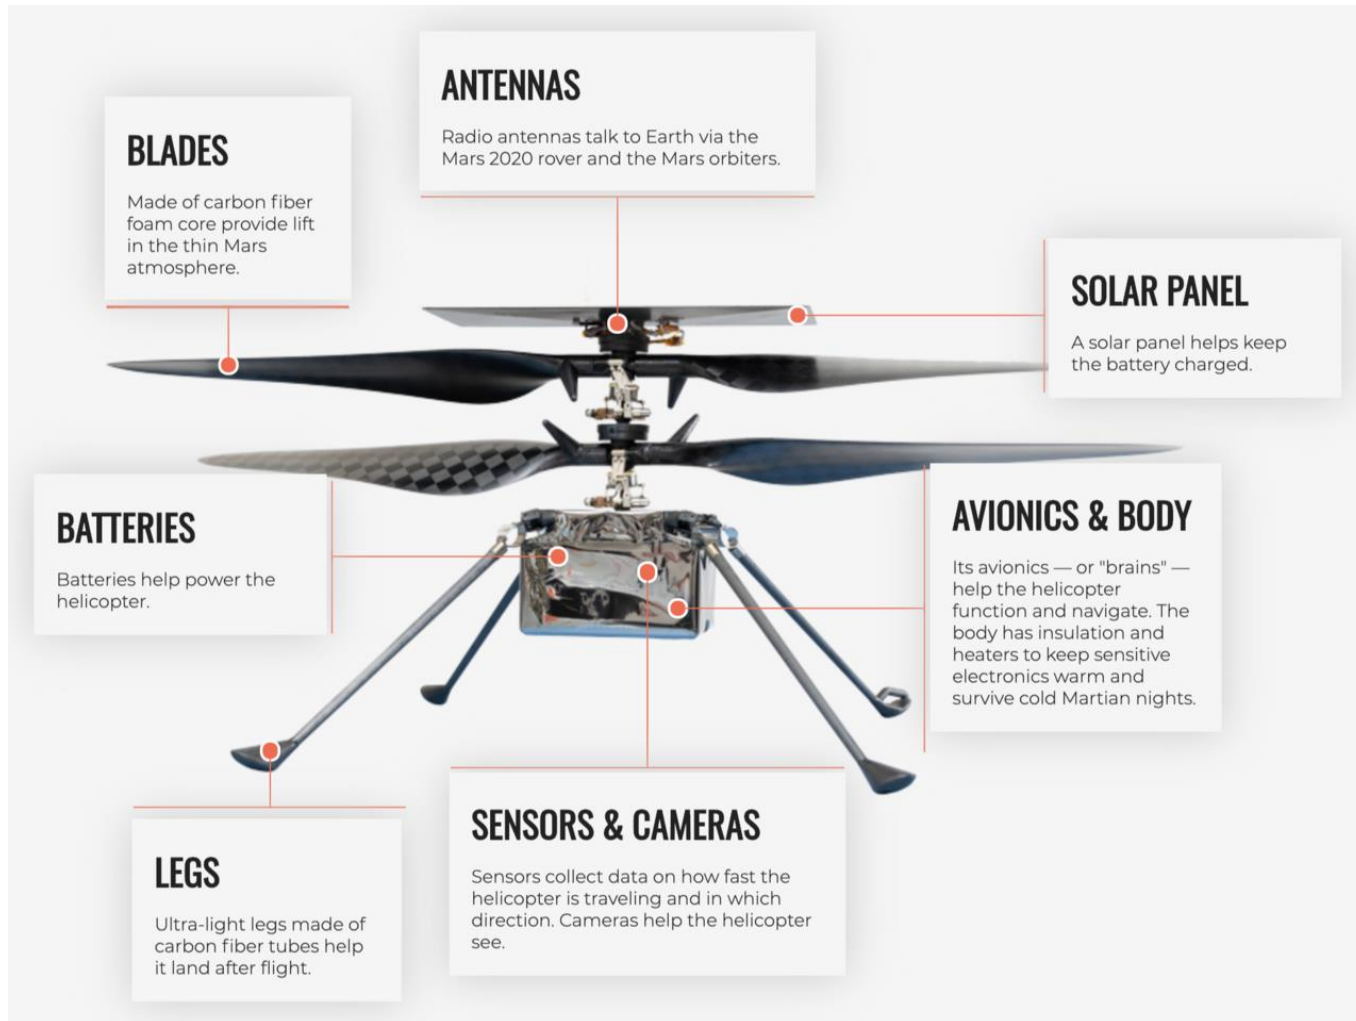 ANTENNAS
Radio antennas talk to Earth via the
Mars 2020 rover and the Mars orbiters.
BLADES
Made of carbon fiber
foam core provide lift
in the thin Mars
atmosphere.
SOLAR PANEL
A solar panel helps keep
the battery charged.
BATTERIES
Batteries help power the
helicopter.
AVIONICS & BODY
Its avionics — or "brains" —
help the helicopter
function and navigate. The
body has insulation and
heaters to keep sensitive
electronics warm and
survive cold Martian nights.
SENSORS & CAMERAS
Sensors collect data on how fast the
helicopter is traveling and in which
direction. Cameras help the helicopter
see.
LEGS
Ultra-light legs made of
carbon fiber tubes help
it land after flight.